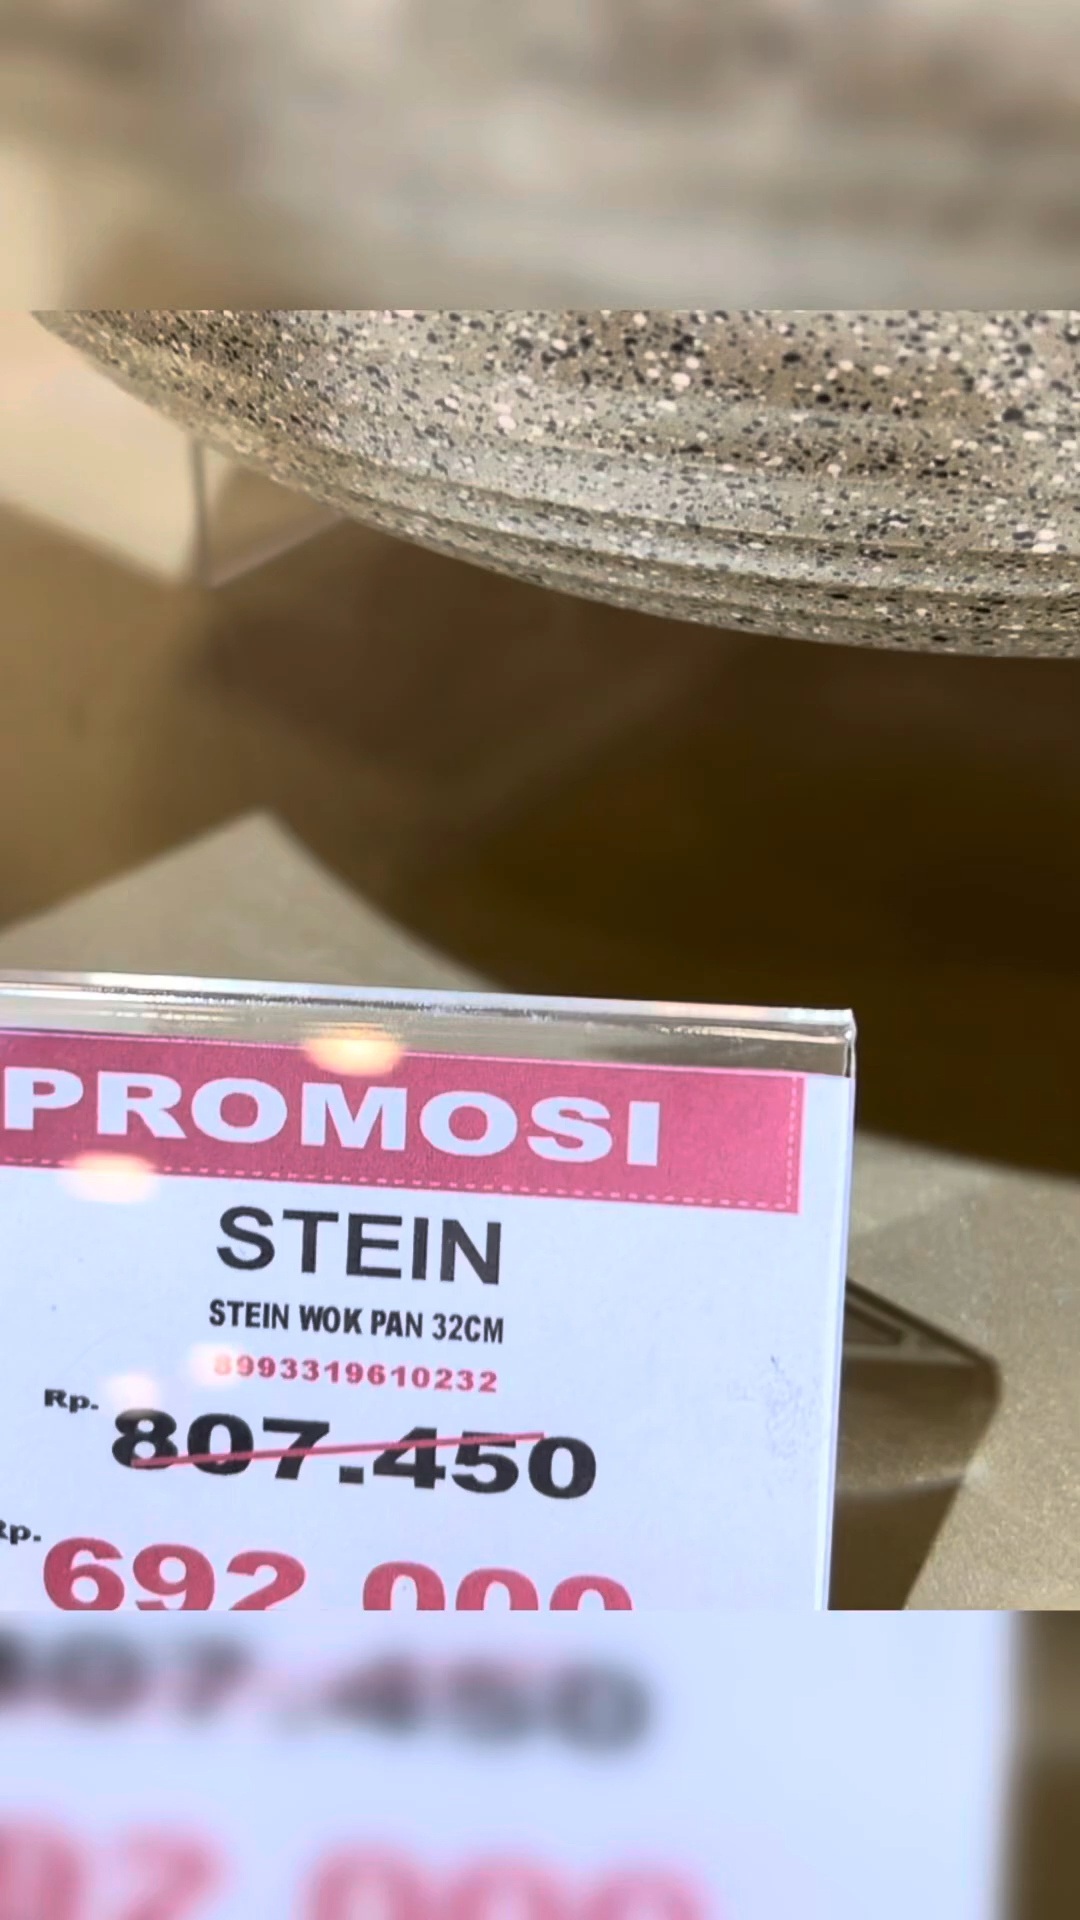 PROMOSI
STEIN
STEIN WOK PAN 32CM
8993319610232
Rp. 807.450
Rp. 692.000